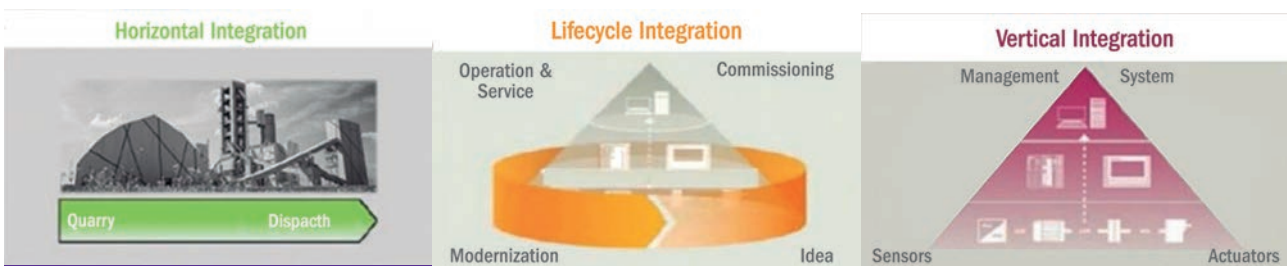 Horizontal Integration
Quarry
Dispacth
Lifecycle Integration
Operation &
Service
Commissioning
Modernization
Idea
Vertical Integration
Management
System
Sensors
Actuators